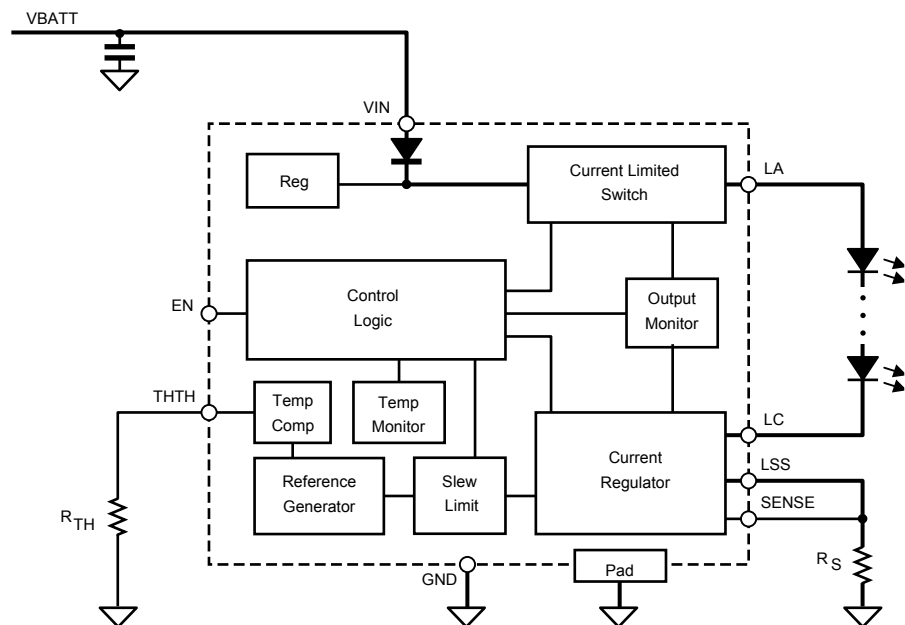 VBATT
VIN
Reg
Current Limited
Switch
LA
EN
Control
Logic
Output
Monitor
THTH
Temp
Comp
Temp
Monitor
LC
Current
Regulator
LSS
Reference
Generator
Slew
Limit
SENSE
RTH
GND
Pad
RS